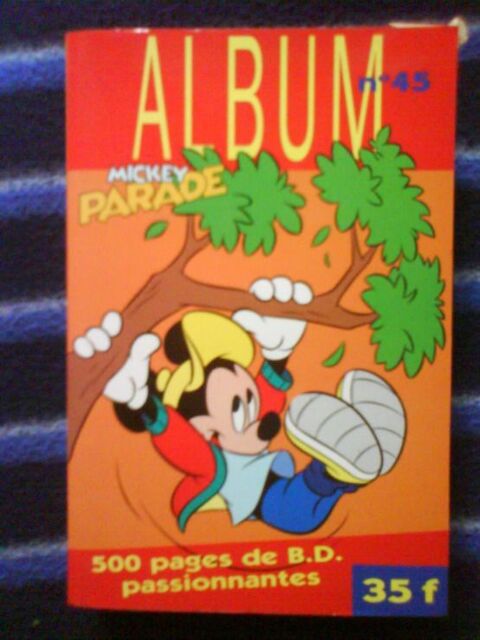 ALBUM
n°45
MICKEY
PARADE
500 pages de B.D.
passionnantes
35 f